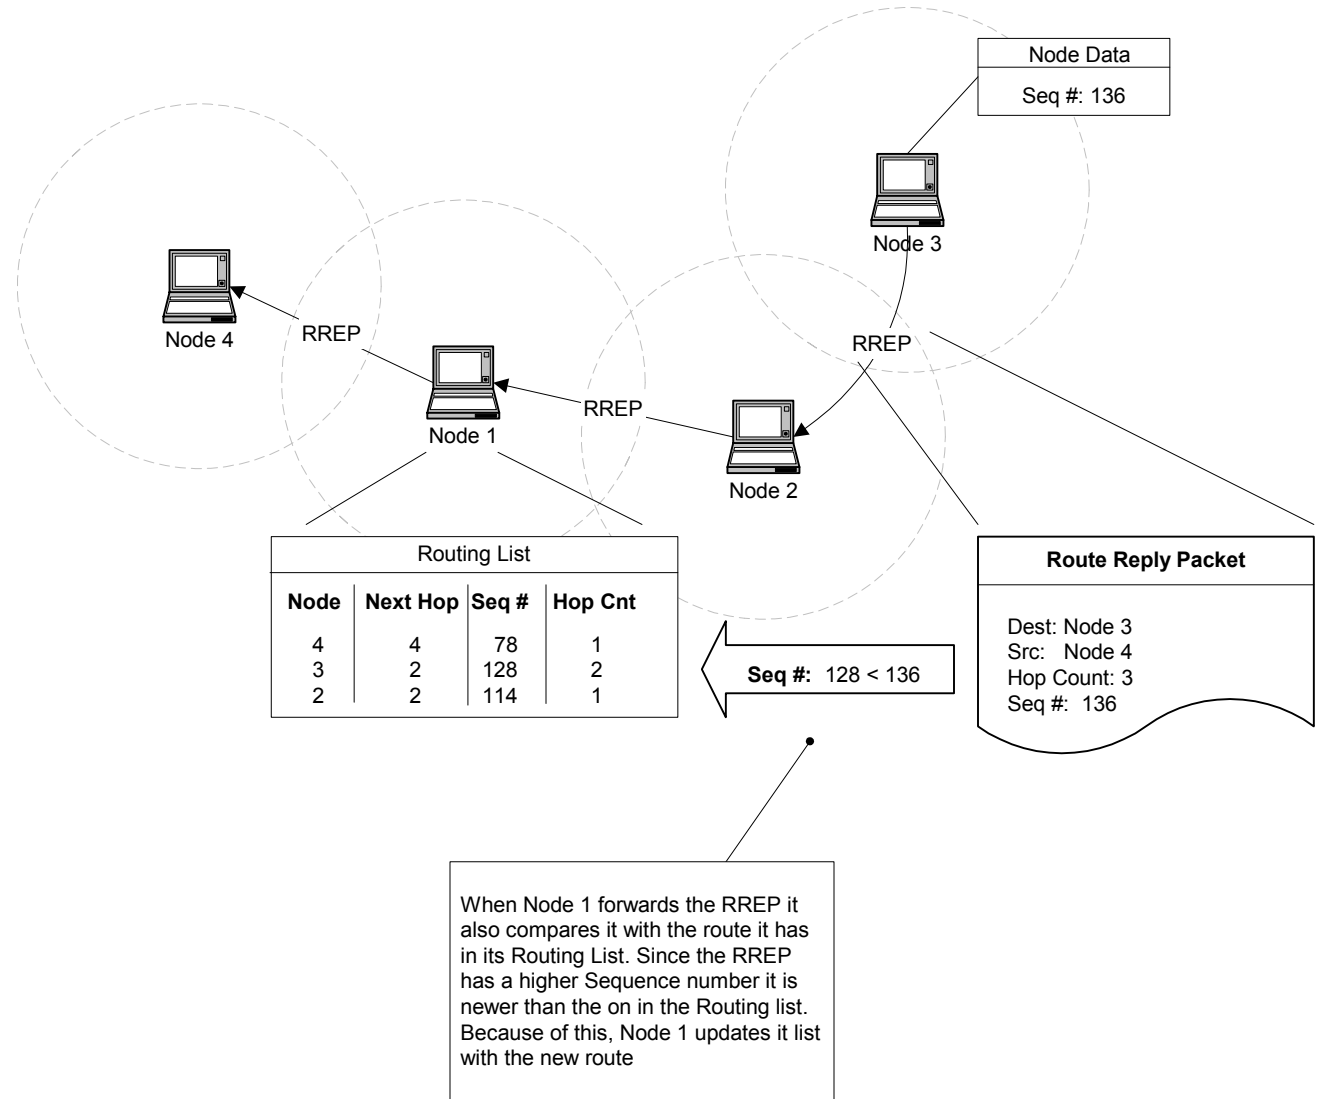 Node Data
Seq #: 136
Node 3
Node 4
RREP
RREP
Node 1
RREP
Node 2
Routing List
Node Next Hop Seq # Hop Cnt
4 4 78 1
3 2 128 2
2 2 114 1
Seq #: 128 < 136
Route Reply Packet
Dest: Node 3
Src: Node 4
Hop Count: 3
Seq #: 136
When Node 1 forwards the RREP it
also compares it with the route it has
in its Routing List. Since the RREP
has a higher Sequence number it is
newer than the on in the Routing list.
Because of this, Node 1 updates it list
with the new route